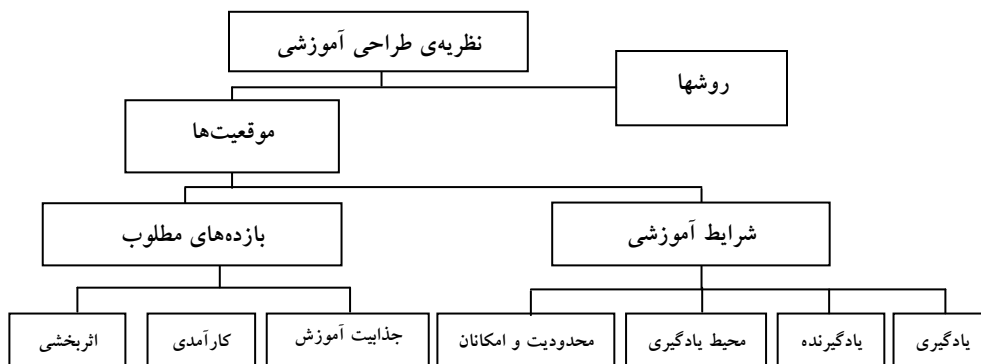 نظریه‌ی طراحی آموزشی
روشها
موقعیت‌ها
شرایط آموزشی
بازده‌های مطلوب
یادگیری
یادگیرنده
محیط یادگیری
محدودیت و امکانان
جذابیت آموزش
کارآمدی
اثربخشی